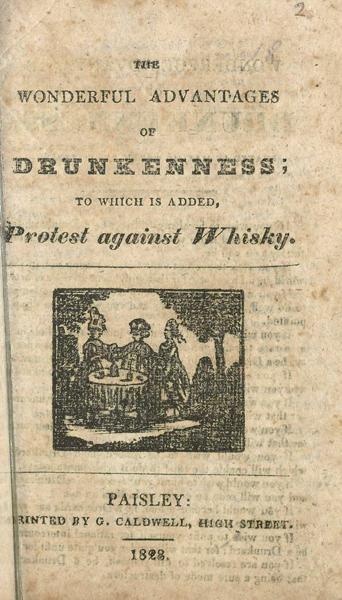 2
THE
WONDERFUL ADVANTAGES
OF
DRUNKENNESS;
TO WHICH IS ADDED,
Protest against Whisky.
PAISLEY:
PRINTED BY G. CALDWELL, HIGH STREET.
1828.